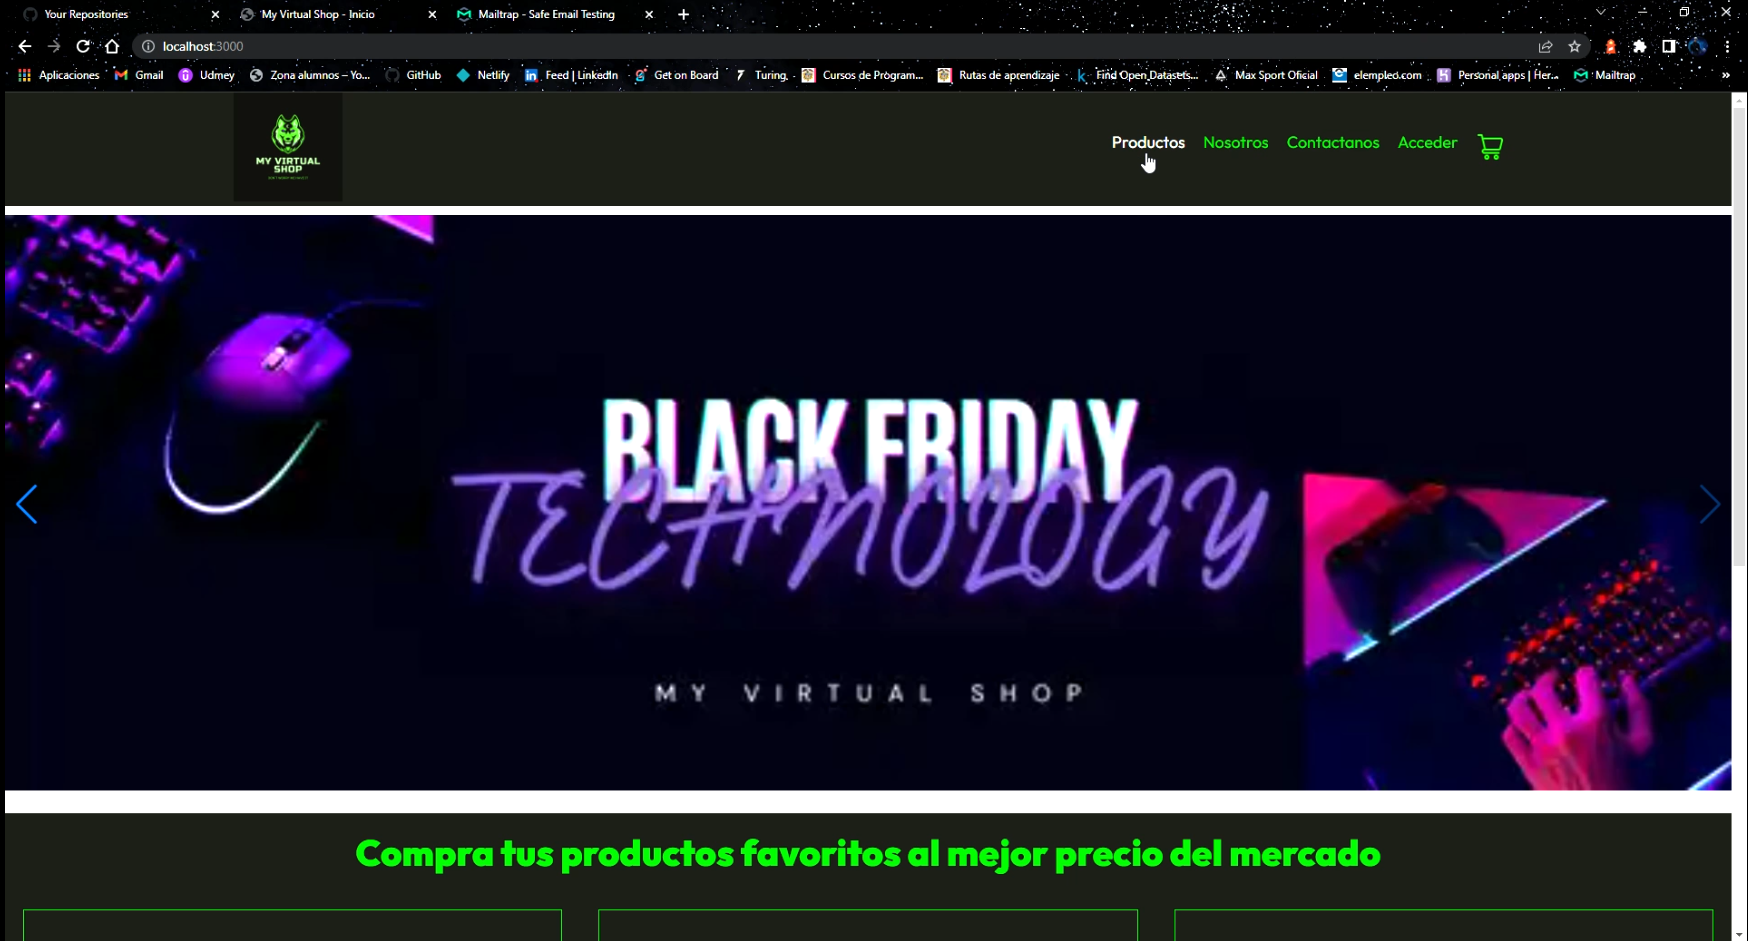 Your Repositories
My Virtual Shop - Inicio
Mailtrap - Safe Email Testing
localhost:3000
Aplicaciones
Gmail
Udmey
Zona alumnos – Yo...
GitHub
Netlify
Feed | LinkedIn
Get on Board
Turing.
Cursos de Program...
Rutas de aprendizaje
Find Open Datasets...
Max Sport Oficial
elempleo.com
Personal apps | Her...
Mailtrap
»
MY VIRTUAL
SHOP
Productos
Nosotros
Contactanos
Acceder
BLACK FRIDAY
TECHNOLOGY
MY VIRTUAL SHOP
Compra tus productos favoritos al mejor precio del mercado